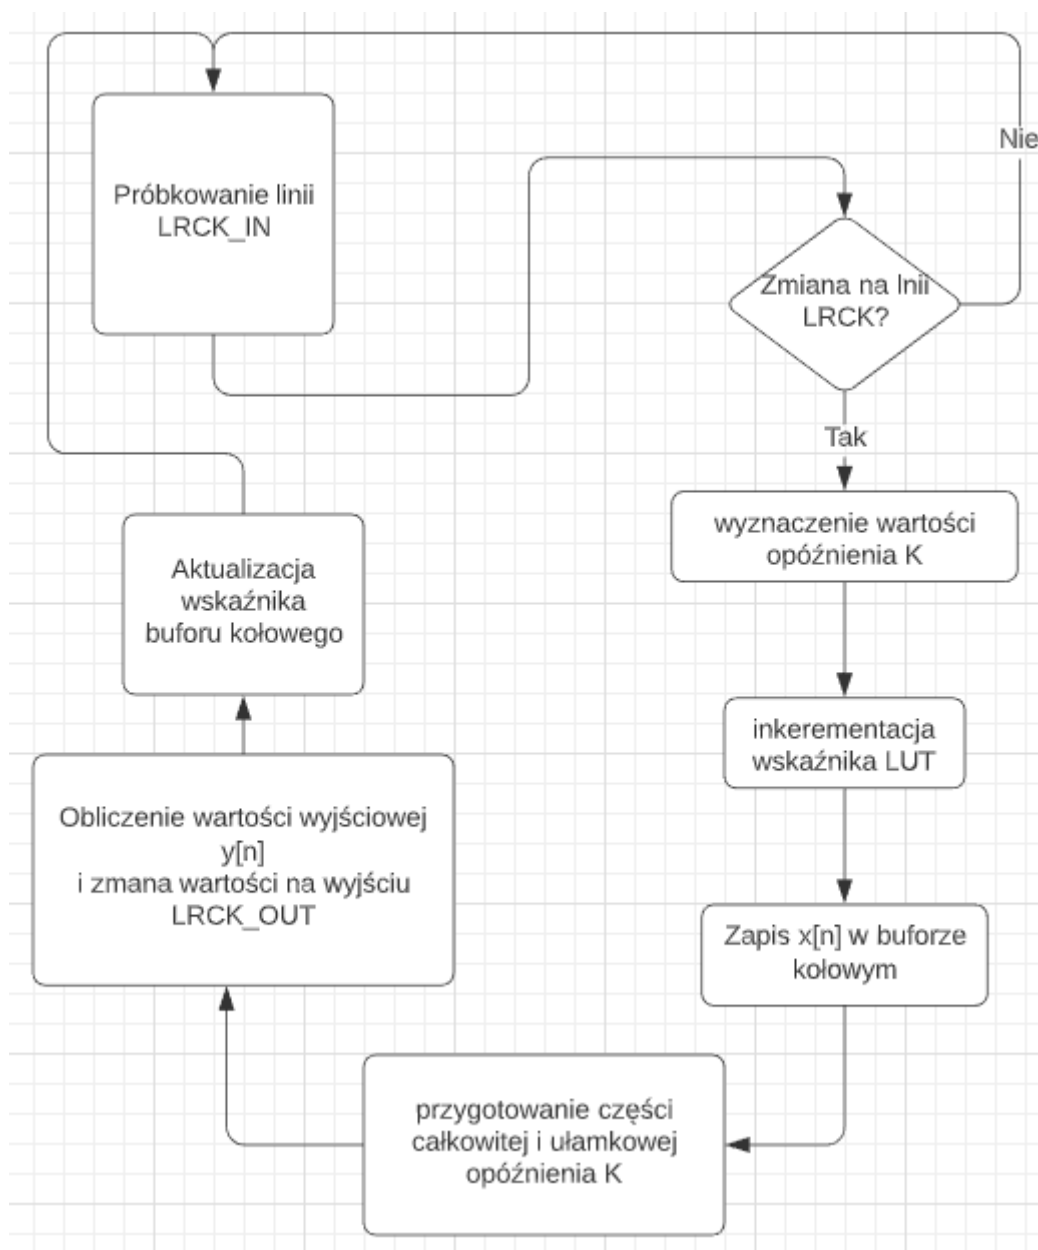 Nie
Próbkowanie linii
LRCK_IN
Zmiana na lnii
LRCK?
Tak
wyznaczenie wartości
opóźnienia K
inkerementacja
wskaźnika LUT
Zapis x[n] w buforze
kołowym
przygotowanie części
całkowitej i ułamkowej
opóźnienia K
Obliczenie wartości wyjściowej
y[n]
i zmana wartości na wyjściu
LRCK_OUT
Aktualizacja
wskaźnika
buforu kołowego